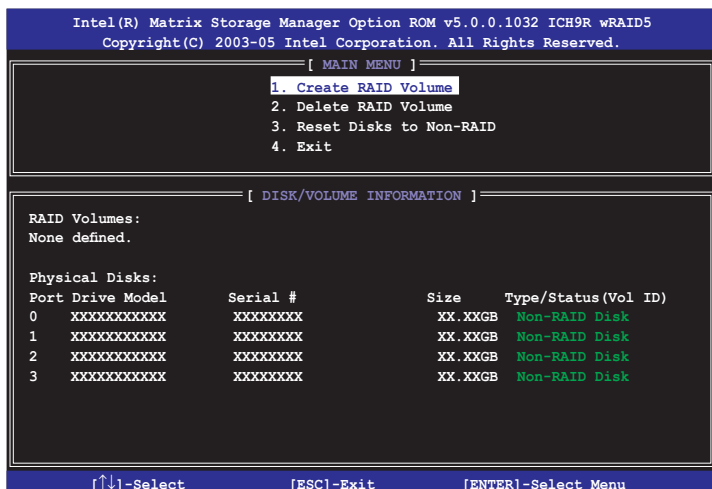 Intel(R) Matrix Storage Manager Option ROM v5.0.0.1032 ICH9R wRAID5
Copyright(C) 2003-05 Intel Corporation. All Rights Reserved.
[ MAIN MENU ]
1. Create RAID Volume
2. Delete RAID Volume
3. Reset Disks to Non-RAID
4. Exit
[ DISK/VOLUME INFORMATION ]
RAID Volumes:
None defined.
Physical Disks:
Port Drive Model Serial # Size Type/Status(Vol ID)
0 XXXXXXXXXXX XXXXXXXX XX.XXGB Non-RAID Disk
1 XXXXXXXXXXX XXXXXXXX XX.XXGB Non-RAID Disk
2 XXXXXXXXXXX XXXXXXXX XX.XXGB Non-RAID Disk
3 XXXXXXXXXXX XXXXXXXX XX.XXGB Non-RAID Disk
[↑↓]-Select [ESC]-Exit [ENTER]-Select Menu